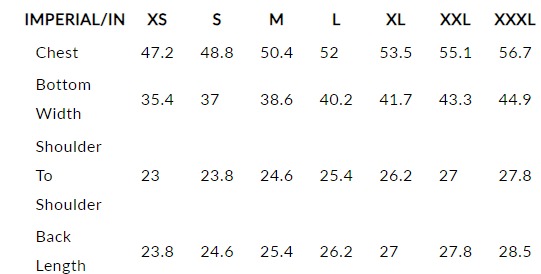 IMPERIAL/IN XS S M L XL XXL XXXL
Chest 47.2 48.8 50.4 52 53.5 55.1 56.7
Bottom
Width 35.4 37 38.6 40.2 41.7 43.3 44.9
Shoulder
To 23 23.8 24.6 25.4 26.2 27 27.8
Shoulder
Back
Length 23.8 24.6 25.4 26.2 27 27.8 28.5